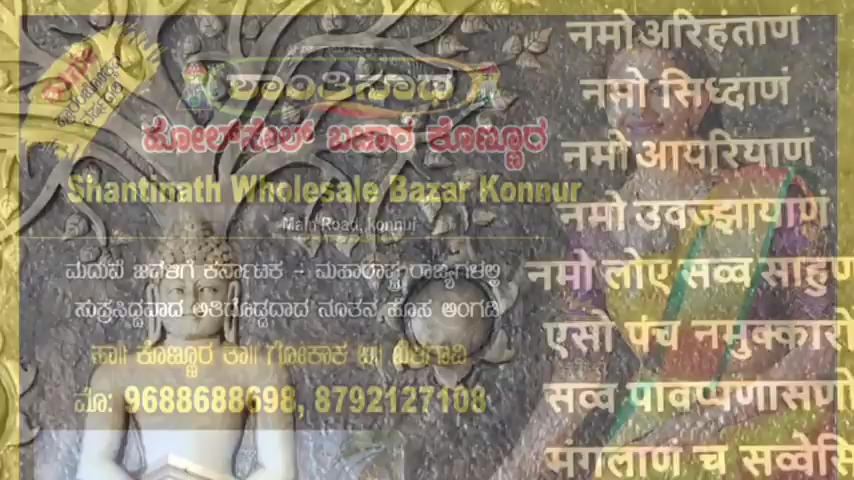 ಶಾಂತಿನಾಥ
ಹೋಲ್‌ಸೇಲ್ ಬಜಾರ ಕೊಣ್ಣೂರ
Shantinath Wholesale Bazar Konnur
Main Road, konnur
ಮದುವೆ ಜವಳಿಗೆ ಕರ್ನಾಟಕ - ಮಹಾರಾಷ್ಟ್ರ ರಾಜ್ಯಗಳಲ್ಲಿ
ಸುಪ್ರಸಿದ್ಧವಾದ ಅತಿದೊಡ್ಡದಾದ ನೂತನ ಹೊಸ ಅಂಗಡಿ
ಸಾ॥ ಕೊಣ್ಣೂರ ತಾ॥ ಗೋಕಾಕ ಜಿ॥ ಬೆಳಗಾವಿ
ಮೊ: 9688688698, 8792127108
नमो अरिहंताणं
नमो सिध्दाणं
नमो आयरियाणं
नमो उवज्झायाणं
नमो लोए सव्व साहुण
एसो पंच नमुक्कारो
सव्व पावप्पणासणो
मंगलाणं च सव्वेसि